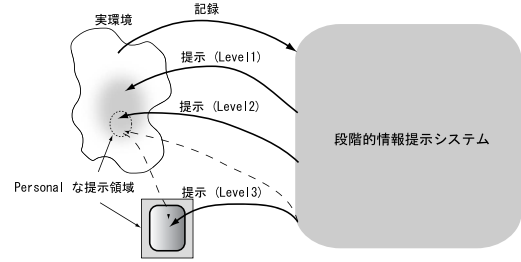 実環境
記録
提示 (Level1)
提示 (Level2)
段階的情報提示システム
Personal な提示領域
提示 (Level3)